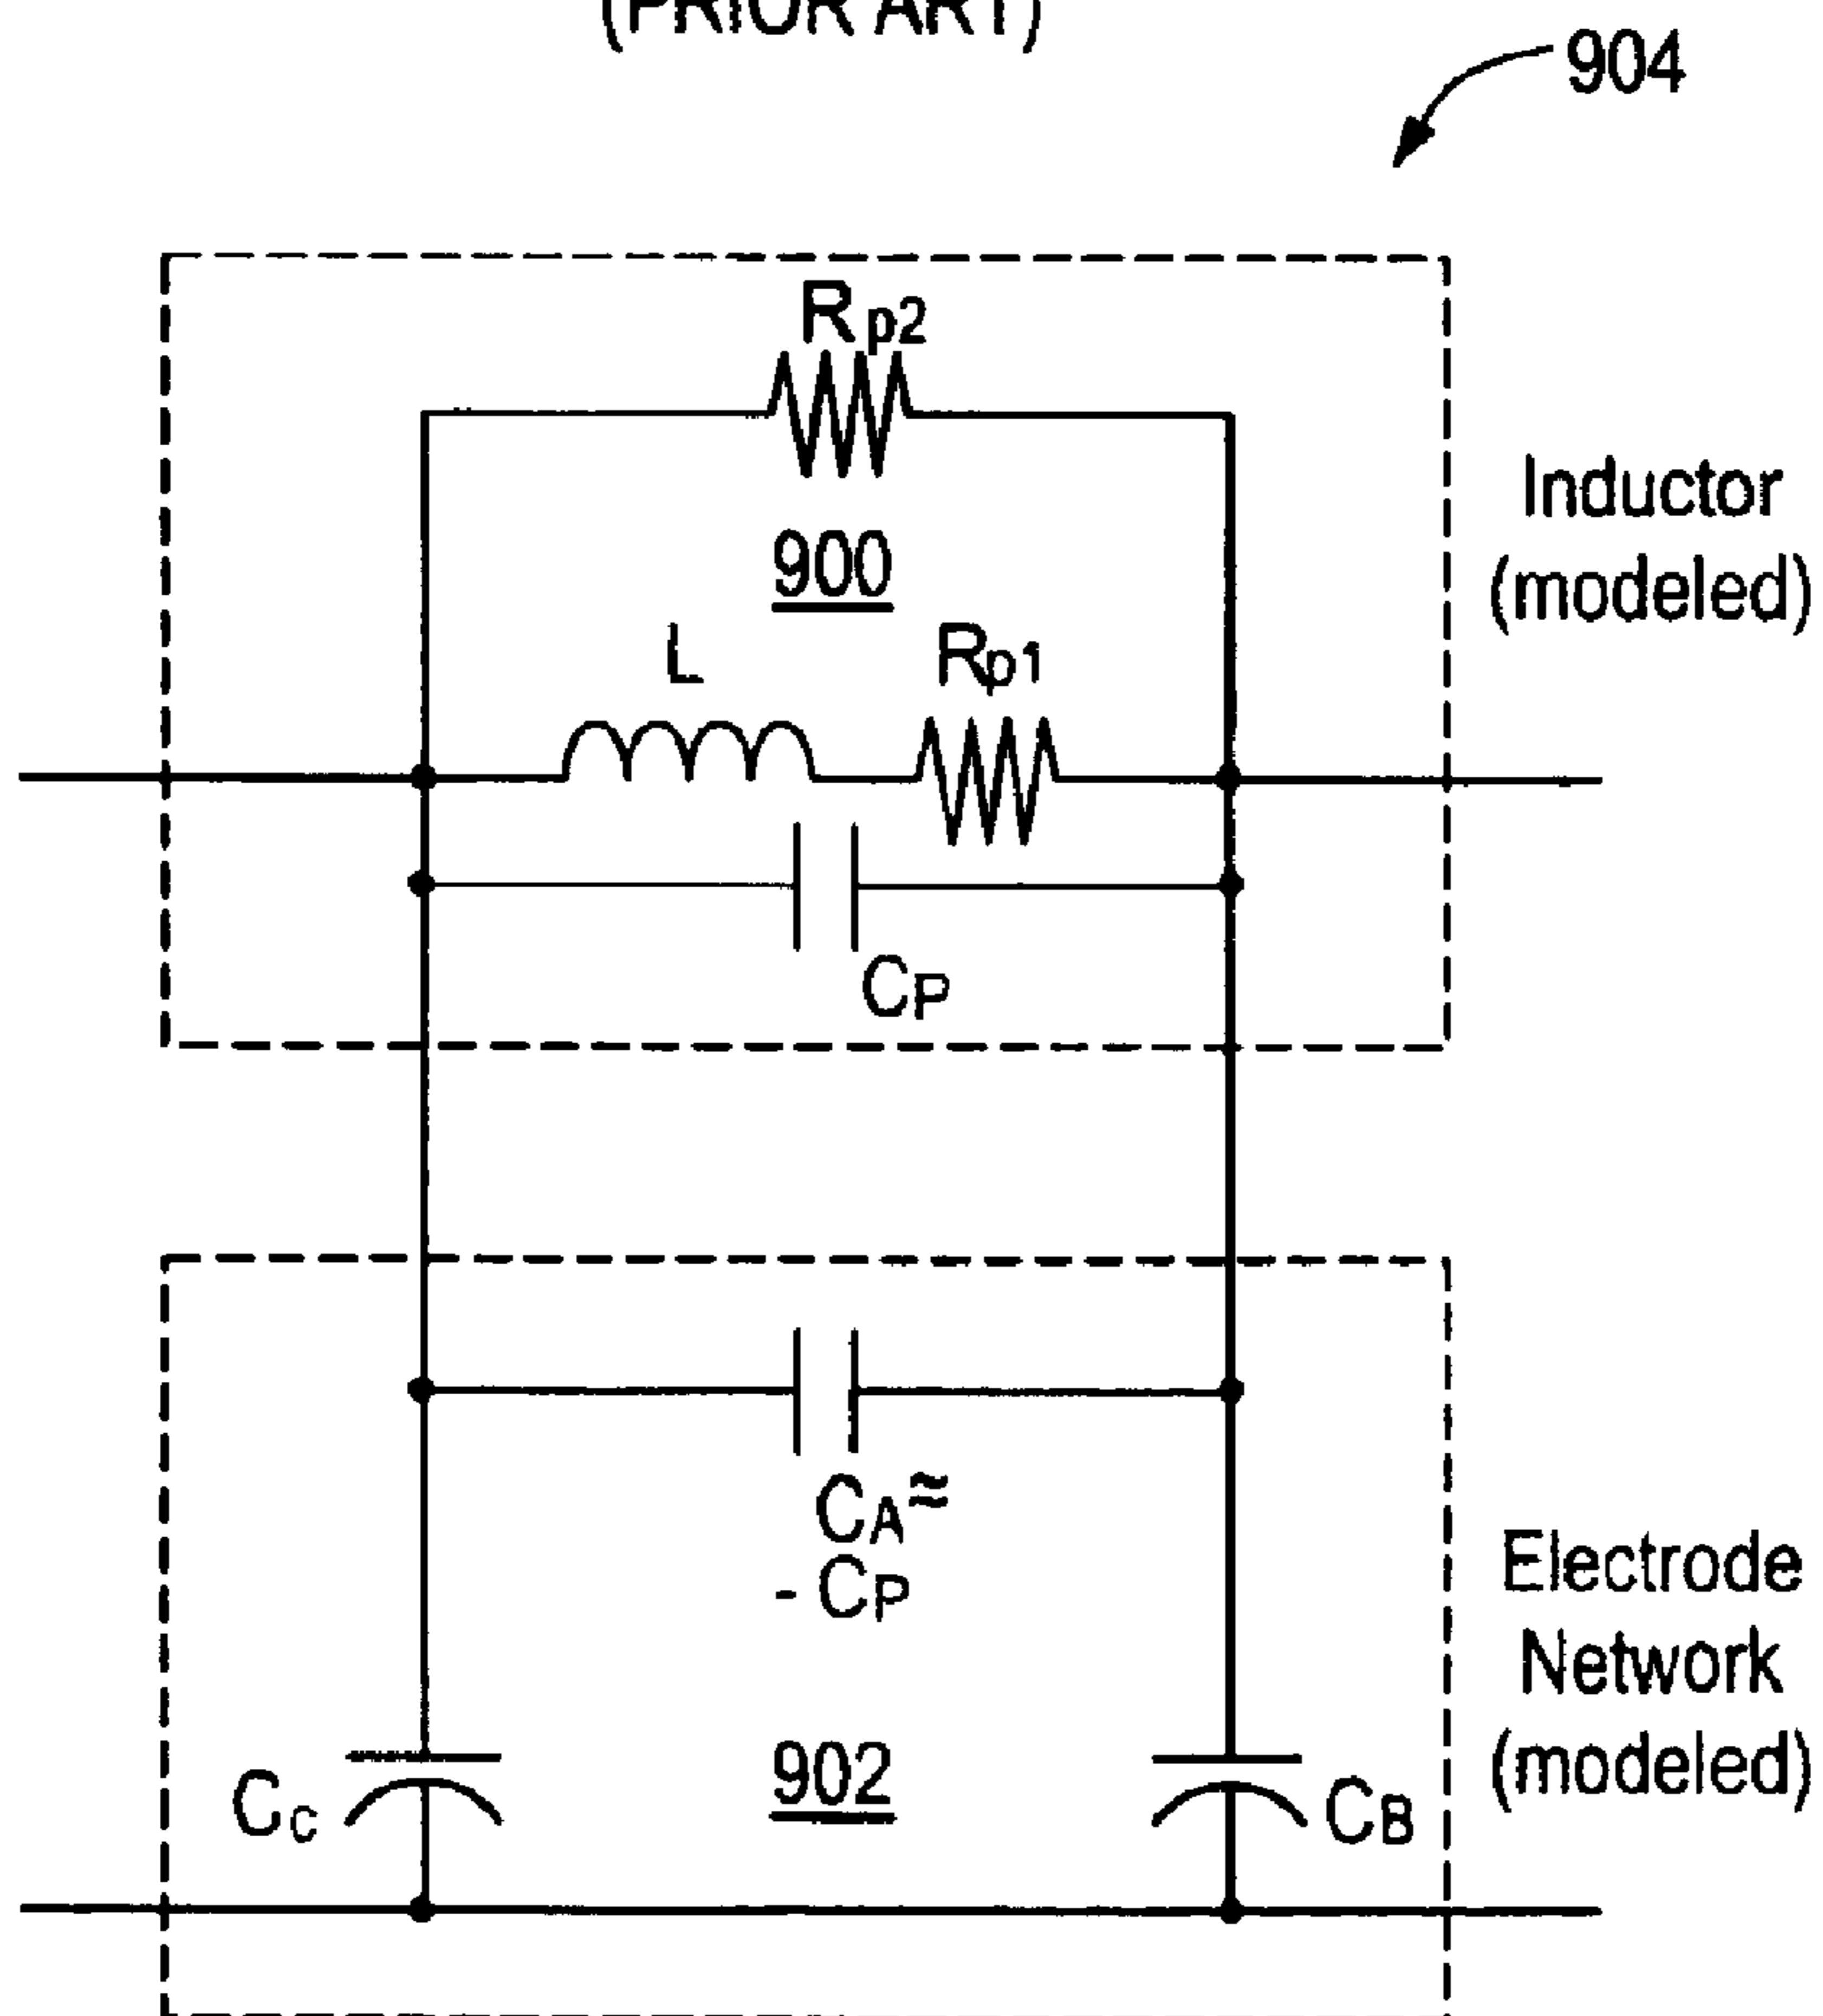 (PRIOR ART)
904
Rp2
900
Inductor
(modeled)
L
Rp1
CP
CA≈
- CP
Electrode
Network
(modeled)
902
CC
CB